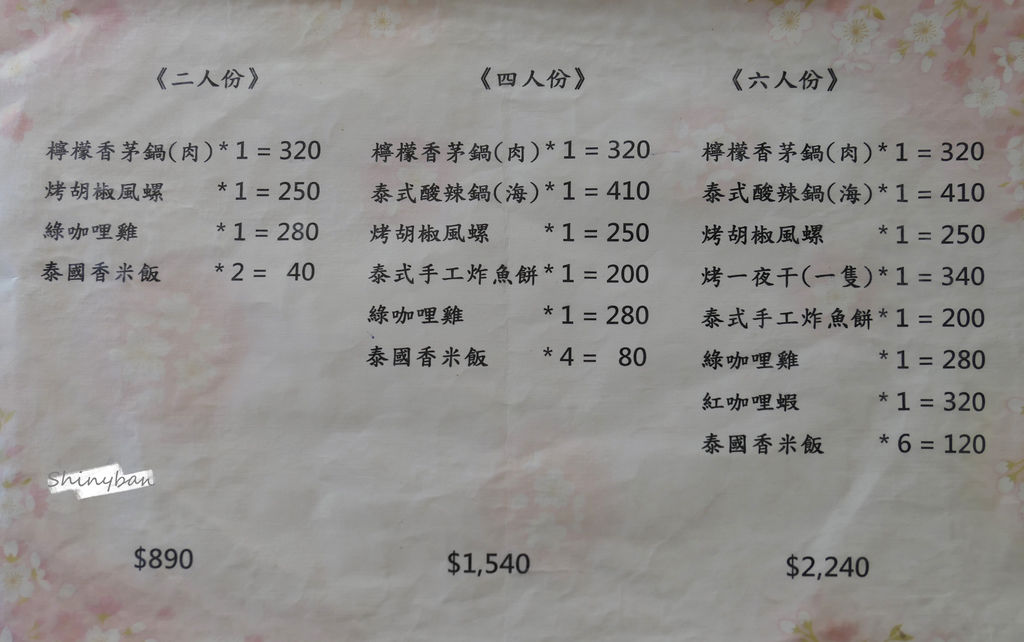 《二人份》
檸檬香茅鍋(肉)*1=320
烤胡椒風螺 *1=250
綠咖哩雞 *1=280
泰國香米飯 *2= 40
$890
《四人份》
檸檬香茅鍋(肉)*1=320
泰式酸辣鍋(海)*1=410
烤胡椒風螺 *1=250
泰式手工炸魚餅*1=200
綠咖哩雞 *1=280
泰國香米飯 *4= 80
$1,540
《六人份》
檸檬香茅鍋(肉)*1=320
泰式酸辣鍋(海)*1=410
烤胡椒風螺 *1=250
烤一夜干(一隻)*1=340
泰式手工炸魚餅*1=200
綠咖哩雞 *1=280
紅咖哩蝦 *1=320
泰國香米飯 *6=120
$2,240
Shinyban